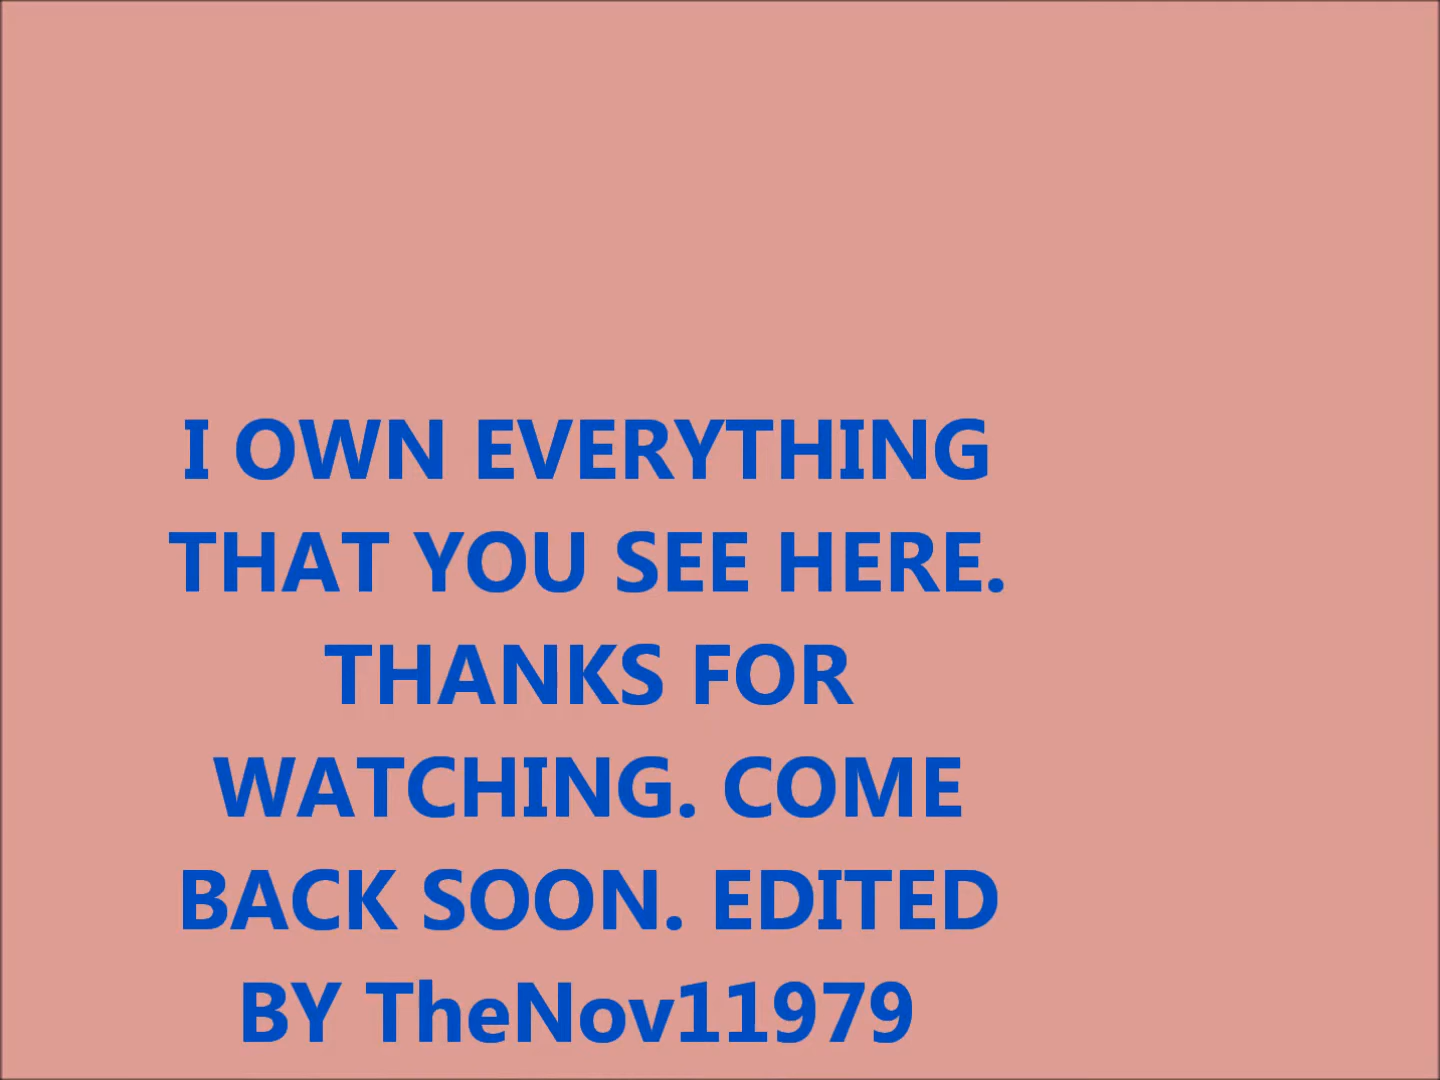 I OWN EVERYTHING
THAT YOU SEE HERE.
THANKS FOR
WATCHING. COME
BACK SOON. EDITED
BY TheNov11979